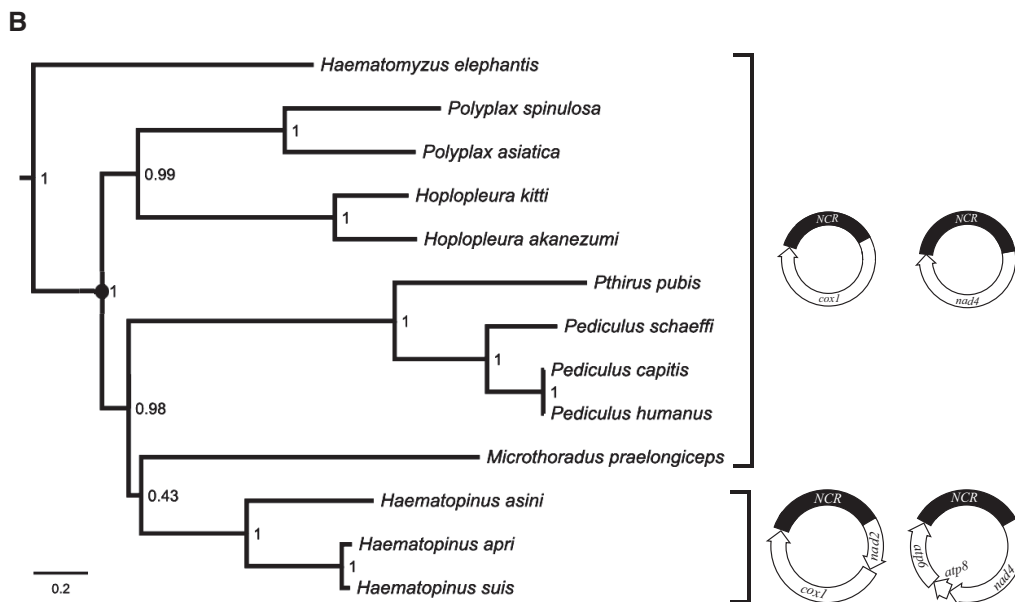 B
Haematomyzus elephantis
Polyplax spinulosa
1
Polyplax asiatica
1
0.99
Hoplopleura kitti
1
Hoplopleura akanezumi
NCR
cox1
NCR
nad4
1
Pthirus pubis
1
Pediculus schaeffi
1
Pediculus capitis
1
Pediculus humanus
0.98
Microthoradus praelongiceps
0.43
Haematopinus asini
1
Haematopinus apri
1
Haematopinus suis
NCR
nad2
cox1
NCR
atp6
atp8
nad4
0.2